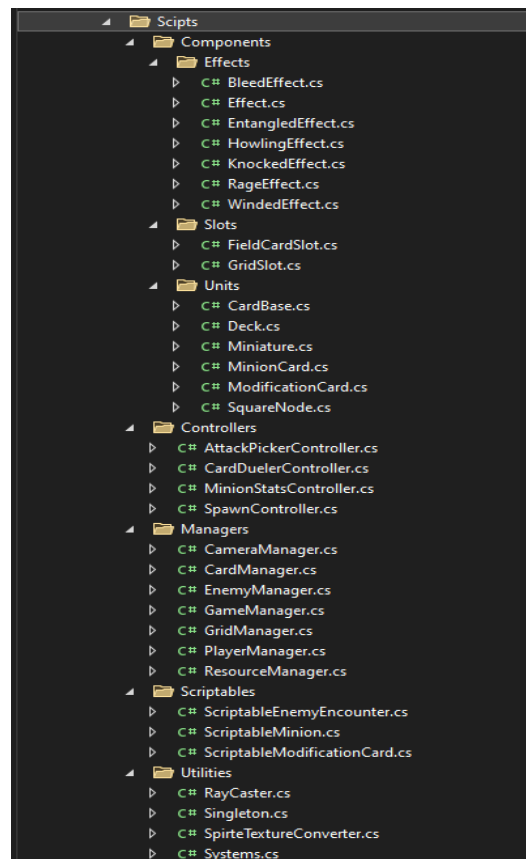 Scipts
Components
Effects
C# BleedEffect.cs
C# Effect.cs
C# EntangledEffect.cs
C# HowlingEffect.cs
C# KnockedEffect.cs
C# RageEffect.cs
C# WindedEffect.cs
Slots
C# FieldCardSlot.cs
C# GridSlot.cs
Units
C# CardBase.cs
C# Deck.cs
C# Miniature.cs
C# MinionCard.cs
C# ModificationCard.cs
C# SquareNode.cs
Controllers
C# AttackPickerController.cs
C# CardDuelerController.cs
C# MinionStatsController.cs
C# SpawnController.cs
Managers
C# CameraManager.cs
C# CardManager.cs
C# EnemyManager.cs
C# GameManager.cs
C# GridManager.cs
C# PlayerManager.cs
C# ResourceManager.cs
Scriptables
C# ScriptableEnemyEncounter.cs
C# ScriptableMinion.cs
C# ScriptableModificationCard.cs
Utilities
C# RayCaster.cs
C# Singleton.cs
C# SpirteTextureConverter.cs
C# Systems.cs